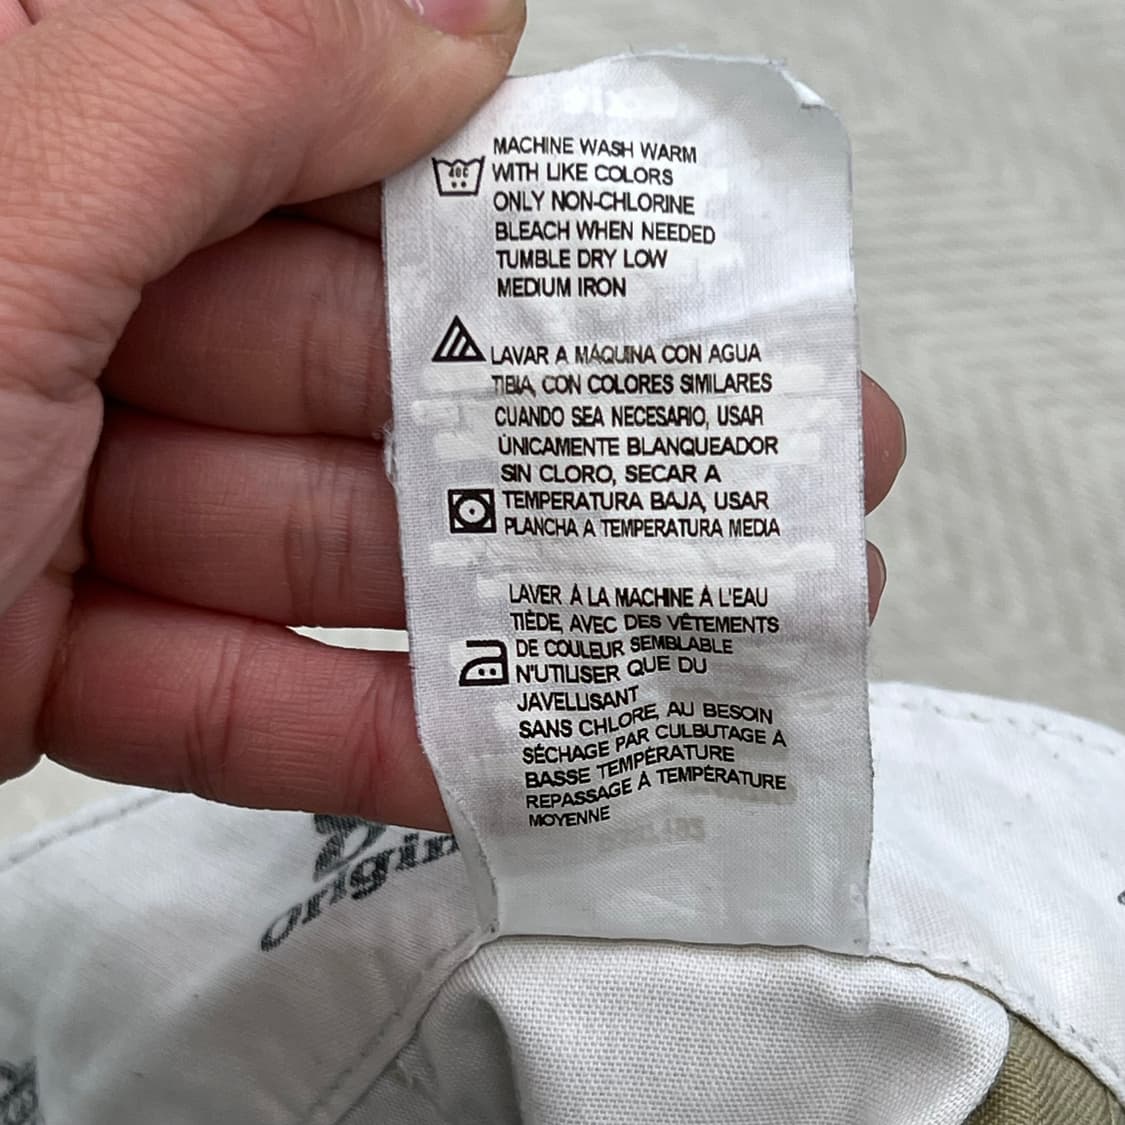 MACHINE WASH WARM
40C WITH LIKE COLORS
ONLY NON-CHLORINE
BLEACH WHEN NEEDED
TUMBLE DRY LOW
MEDIUM IRON
LAVAR A MÁQUINA CON AGUA
TIBIA, CON COLORES SIMILARES
CUANDO SEA NECESARIO, USAR
ÚNICAMENTE BLANQUEADOR
SIN CLORO, SECAR A
TEMPERATURA BAJA, USAR
PLANCHA A TEMPERATURA MEDIA
LAVER À LA MACHINE À L'EAU
TIÈDE, AVEC DES VÊTEMENTS
DE COULEUR SEMBLABLE
N'UTILISER QUE DU
JAVELLISANT
SANS CHLORE, AU BESOIN
SÉCHAGE PAR CULBUTAGE À
BASSE TEMPÉRATURE
REPASSAGE À TEMPÉRATURE
MOYENNE